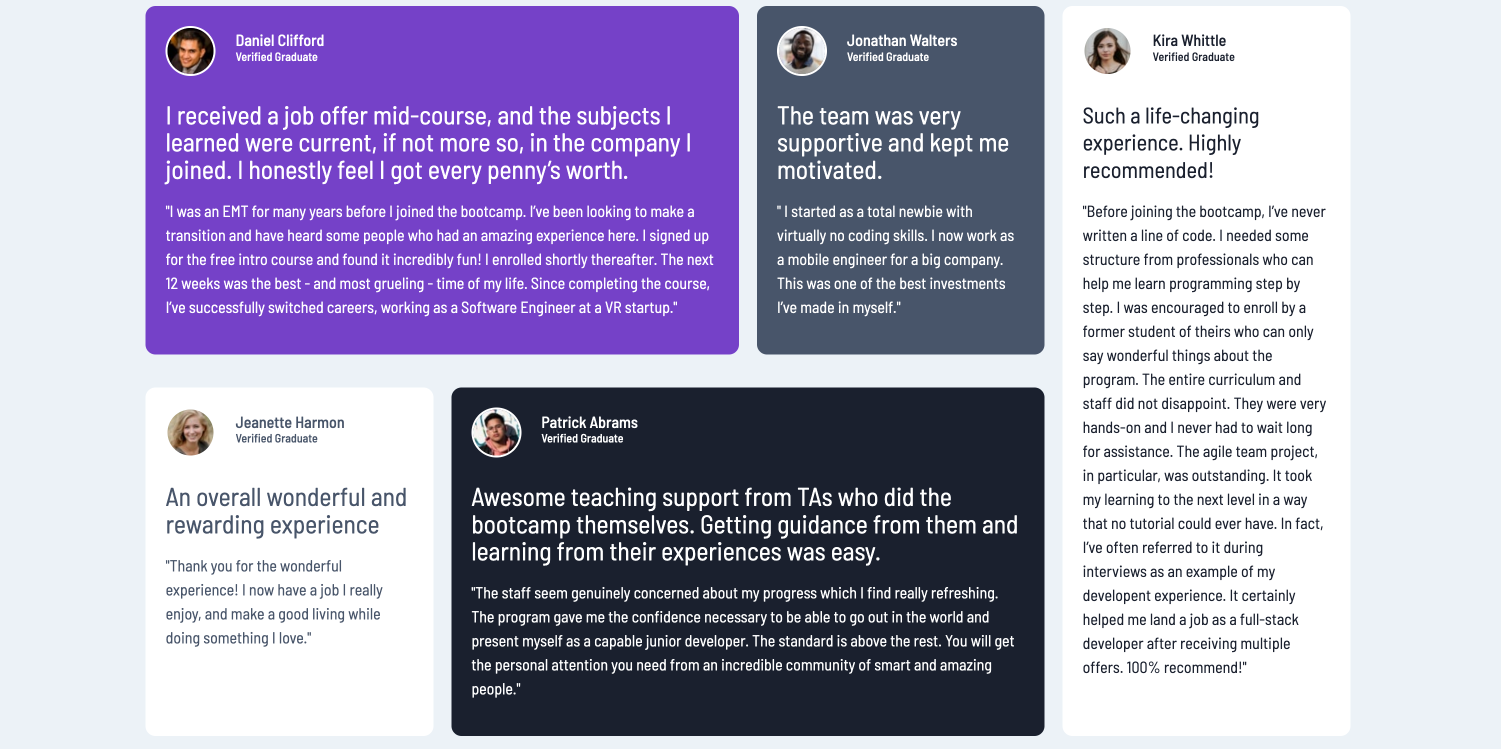 Daniel Clifford
Verified Graduate
I received a job offer mid-course, and the subjects I
learned were current, if not more so, in the company I
joined. I honestly feel I got every penny’s worth.
"I was an EMT for many years before I joined the bootcamp. I’ve been looking to make a
transition and have heard some people who had an amazing experience here. I signed up
for the free intro course and found it incredibly fun! I enrolled shortly thereafter. The next
12 weeks was the best - and most grueling - time of my life. Since completing the course,
I’ve successfully switched careers, working as a Software Engineer at a VR startup."
Jonathan Walters
Verified Graduate
The team was very
supportive and kept me
motivated.
" I started as a total newbie with
virtually no coding skills. I now work as
a mobile engineer for a big company.
This was one of the best investments
I’ve made in myself."
Kira Whittle
Verified Graduate
Such a life-changing
experience. Highly
recommended!
"Before joining the bootcamp, I’ve never
written a line of code. I needed some
structure from professionals who can
help me learn programming step by
step. I was encouraged to enroll by a
former student of theirs who can only
say wonderful things about the
program. The entire curriculum and
staff did not disappoint. They were very
hands-on and I never had to wait long
for assistance. The agile team project,
in particular, was outstanding. It took
my learning to the next level in a way
that no tutorial could ever have. In fact,
I’ve often referred to it during
interviews as an example of my
developent experience. It certainly
helped me land a job as a full-stack
developer after receiving multiple
offers. 100% recommend!"
Jeanette Harmon
Verified Graduate
An overall wonderful and
rewarding experience
"Thank you for the wonderful
experience! I now have a job I really
enjoy, and make a good living while
doing something I love."
Patrick Abrams
Verified Graduate
Awesome teaching support from TAs who did the
bootcamp themselves. Getting guidance from them and
learning from their experiences was easy.
"The staff seem genuinely concerned about my progress which I find really refreshing.
The program gave me the confidence necessary to be able to go out in the world and
present myself as a capable junior developer. The standard is above the rest. You will get
the personal attention you need from an incredible community of smart and amazing
people."